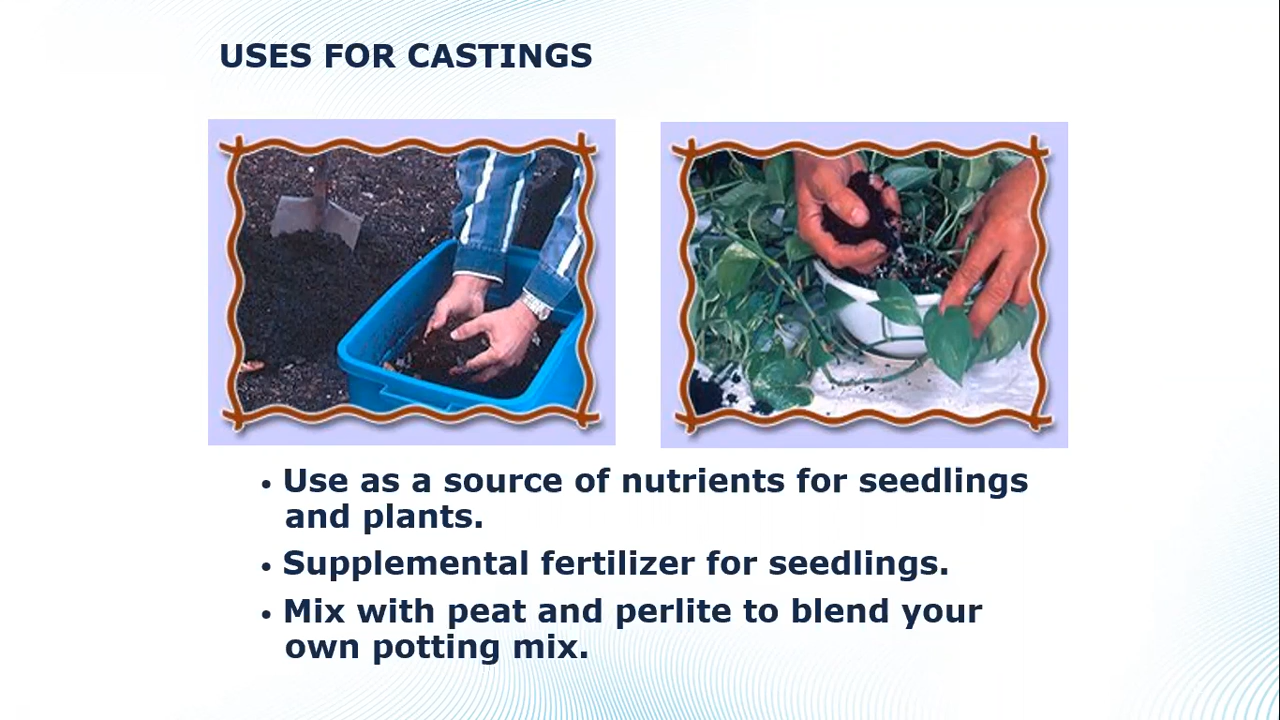 USES FOR CASTINGS
• Use as a source of nutrients for seedlings
and plants.
• Supplemental fertilizer for seedlings.
• Mix with peat and perlite to blend your
own potting mix.